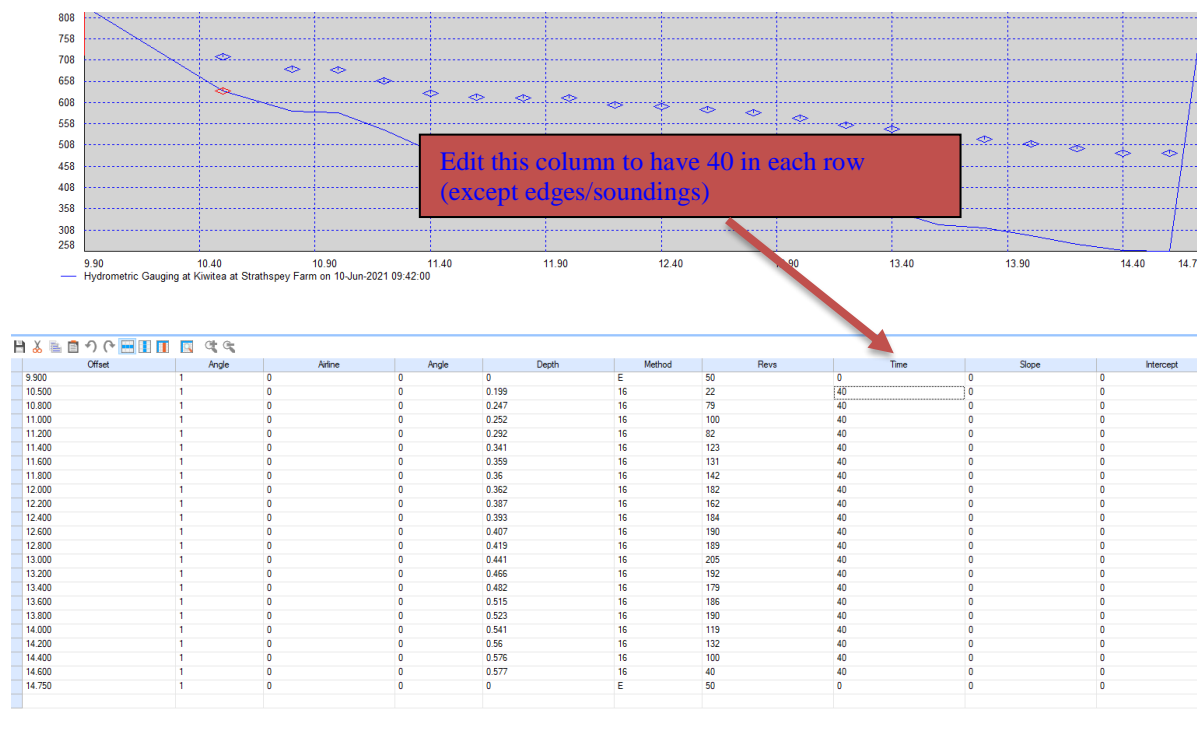 808
758
708
658
608
558
508
458
408
358
308
258
Edit this column to have 40 in each row
(except edges/soundings)
9.90 10.40 10.90 11.40 11.90 12.40 13.40 13.90 14.40
Hydrometric Gauging at Kiwitea at Strathspey Farm on 10-Jun-2021 09:42:00
Offset Angle Airline Angle Depth Method Revs Time Slope Intercept
9.900 1 0 0 0 E 50 0 0 0
10.500 1 0 0 0.199 16 22 40 0 0
10.800 1 0 0 0.247 16 79 40 0 0
11.000 1 0 0 0.252 16 100 40 0 0
11.200 1 0 0 0.292 16 82 40 0 0
11.400 1 0 0 0.341 16 123 40 0 0
11.600 1 0 0 0.359 16 131 40 0 0
11.800 1 0 0 0.36 16 142 40 0 0
12.000 1 0 0 0.362 16 182 40 0 0
12.200 1 0 0 0.387 16 162 40 0 0
12.400 1 0 0 0.393 16 184 40 0 0
12.600 1 0 0 0.407 16 190 40 0 0
12.800 1 0 0 0.419 16 189 40 0 0
13.000 1 0 0 0.441 16 205 40 0 0
13.200 1 0 0 0.466 16 192 40 0 0
13.400 1 0 0 0.482 16 179 40 0 0
13.600 1 0 0 0.515 16 186 40 0 0
13.800 1 0 0 0.523 16 190 40 0 0
14.000 1 0 0 0.541 16 119 40 0 0
14.200 1 0 0 0.56 16 132 40 0 0
14.400 1 0 0 0.576 16 100 40 0 0
14.600 1 0 0 0.577 16 40 40 0 0
14.750 1 0 0 0 E 50 0 0 0